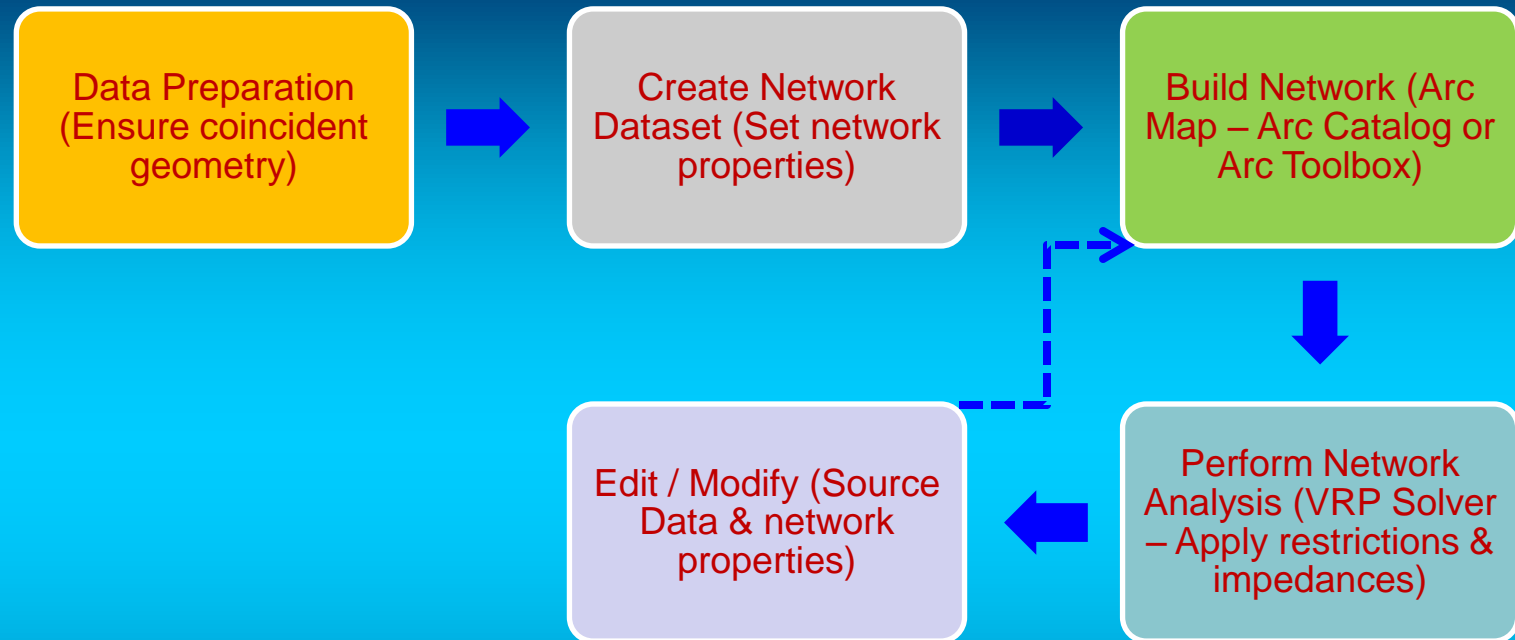 Data Preparation
(Ensure coincident
geometry)
Create Network
Dataset (Set network
properties)
Build Network (Arc
Map – Arc Catalog or
Arc Toolbox)
Perform Network
Analysis (VRP Solver
– Apply restrictions &
impedances)
Edit / Modify (Source
Data & network
properties)